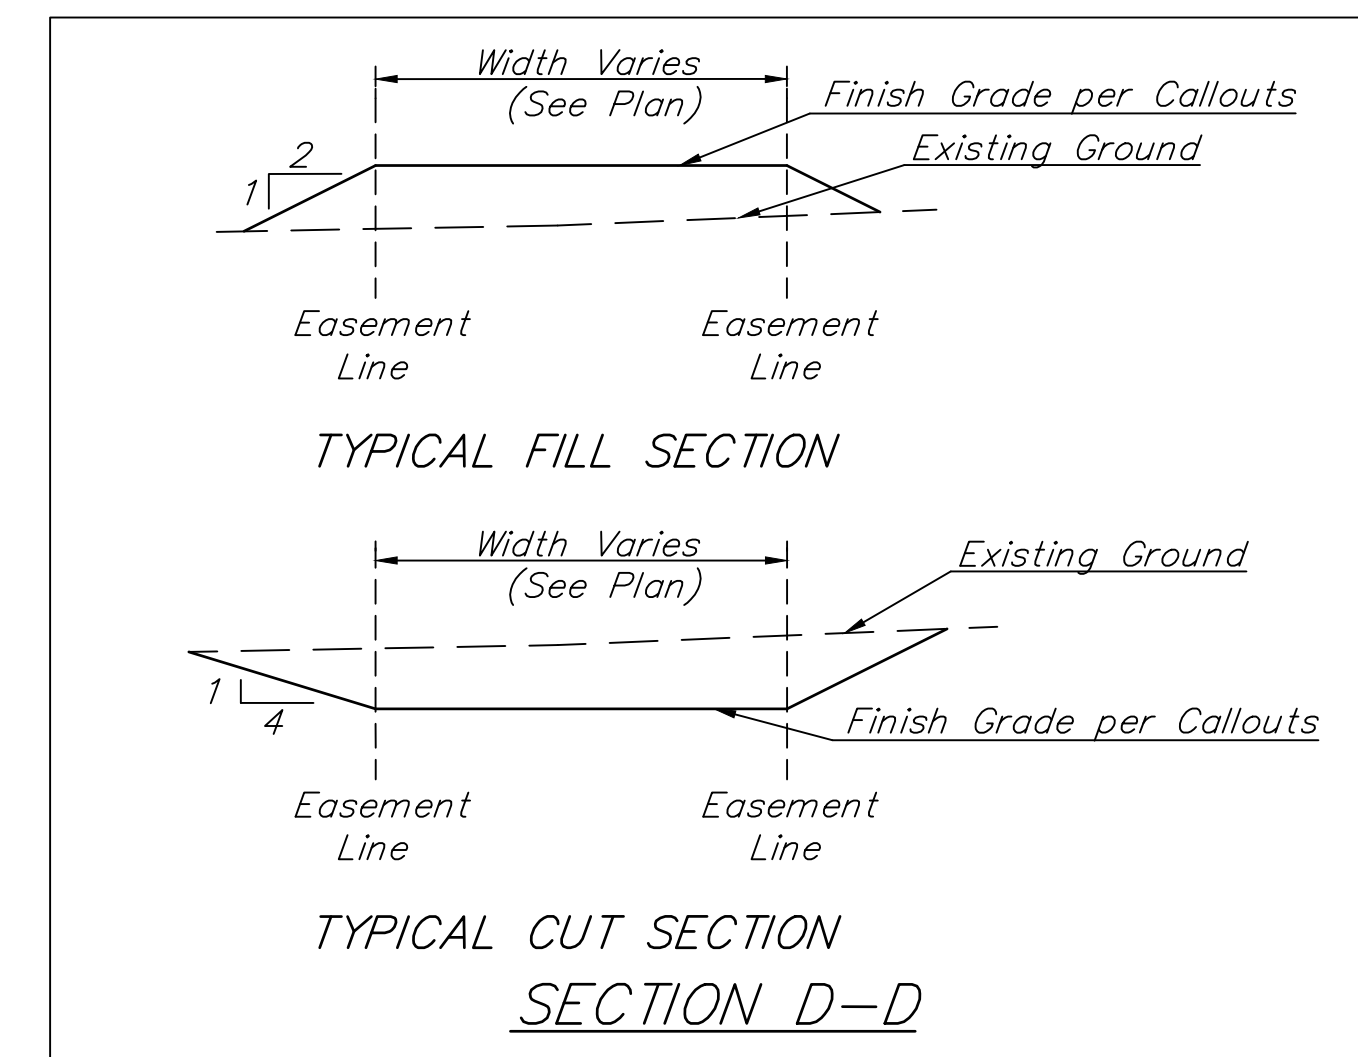 Width Varies
(See Plan)
Finish Grade per Callouts
Existing Ground
2
1
Easement
Line
Easement
Line
TYPICAL FILL SECTION
Width Varies
(See Plan)
Existing Ground
1
4
Finish Grade per Callouts
Easement
Line
Easement
Line
TYPICAL CUT SECTION
SECTION D-D